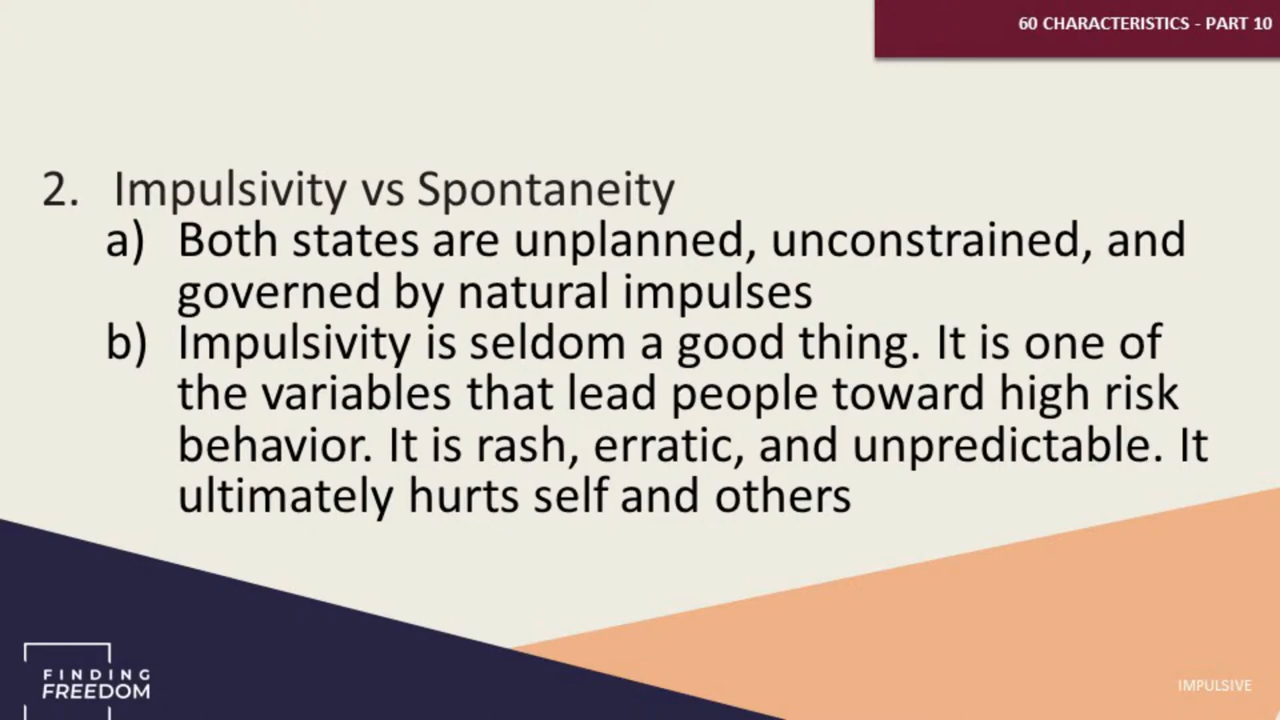 60 CHARACTERISTICS - PART 10
2. Impulsivity vs Spontaneity
a) Both states are unplanned, unconstrained, and
governed by natural impulses
b) Impulsivity is seldom a good thing. It is one of
the variables that lead people toward high risk
behavior. It is rash, erratic, and unpredictable. It
ultimately hurts self and others
FINDING
FREEDOM
IMPULSIVE